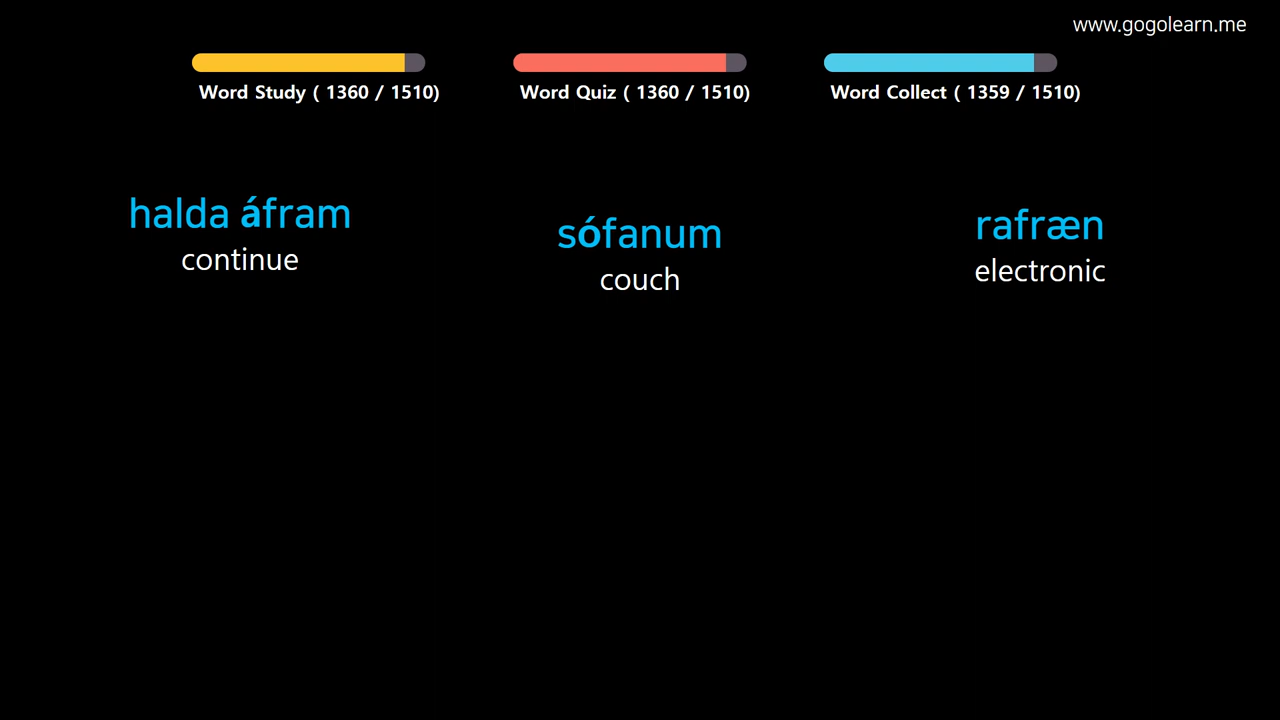 www.gogolearn.me
Word Study ( 1360 / 1510)
Word Quiz ( 1360 / 1510)
Word Collect ( 1359 / 1510)
halda áfram
continue
sófanum
couch
rafræn
electronic